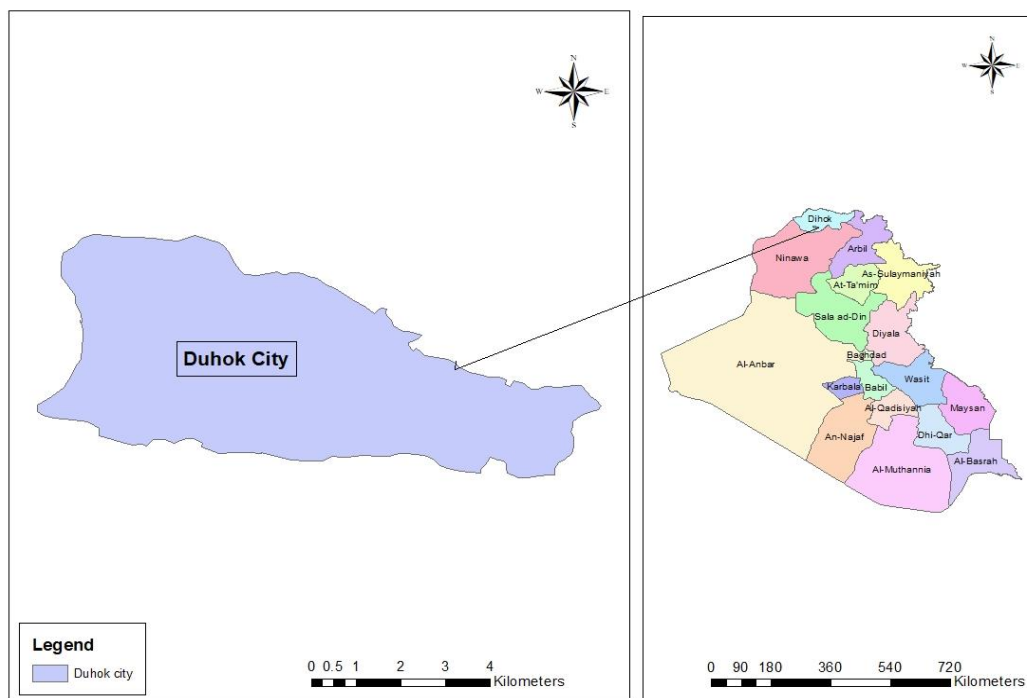 N
W E
S
Duhok City
Legend
Duhok city
0 0.5 1 2 3 4
Kilometers
N
W E
S
Dihok
Arbil
Ninawa
As-Sulaymaniyah
At-Ta'mim
Sala ad-Din
Diyala
Baghdad
Al-Anbar
Wasit
Karbala
Babil
Al-Qadisiyah
Maysan
An-Najaf
Dhi-Qar
Al-Basrah
Al-Muthannia
0 90 180 360 540 720
Kilometers